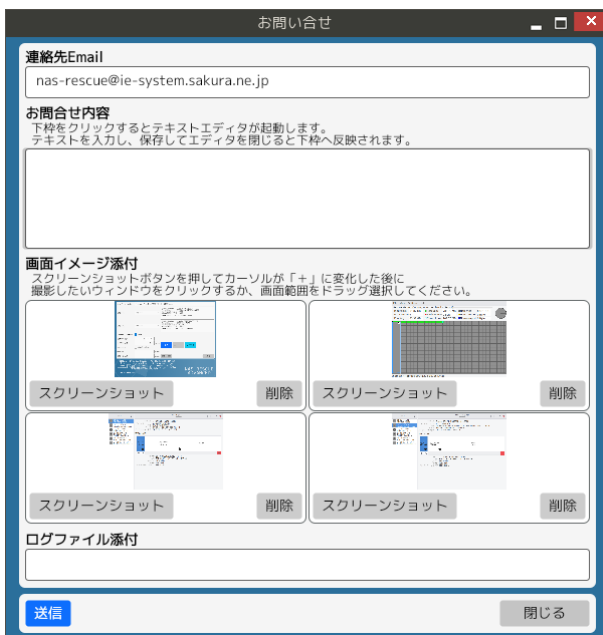 お問い合せ
連絡先Email
nas-rescue@ie-system.sakura.ne.jp
お問合せ内容
下枠をクリックするとテキストエディタが起動します。
テキストを入力し、保存してエディタを閉じると下枠へ反映されます。
画面イメージ添付
スクリーンショットボタンを押してカーソルが「+」に変化した後に
撮影したいウィンドウをクリックするか、画面範囲をドラッグ選択してください。
スクリーンショット 削除 スクリーンショット 削除
スクリーンショット 削除 スクリーンショット 削除
ログファイル添付
送信 閉じる